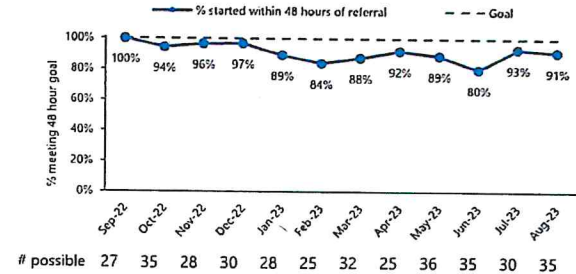 % started within 48 hours of referral
Goal
% meeting 48 hour goal
100%
80%
60%
40%
20%
0%
100%
94%
96%
97%
89%
84%
88%
92%
89%
80%
93%
91%
Sep-22
Oct-22
Nov-22
Dec-22
Jan-23
Feb-23
Mar-23
Apr-23
May-23
Jun-23
Jul-23
Aug-23
# possible 27 35 28 30 28 25 32 25 36 35 30 35